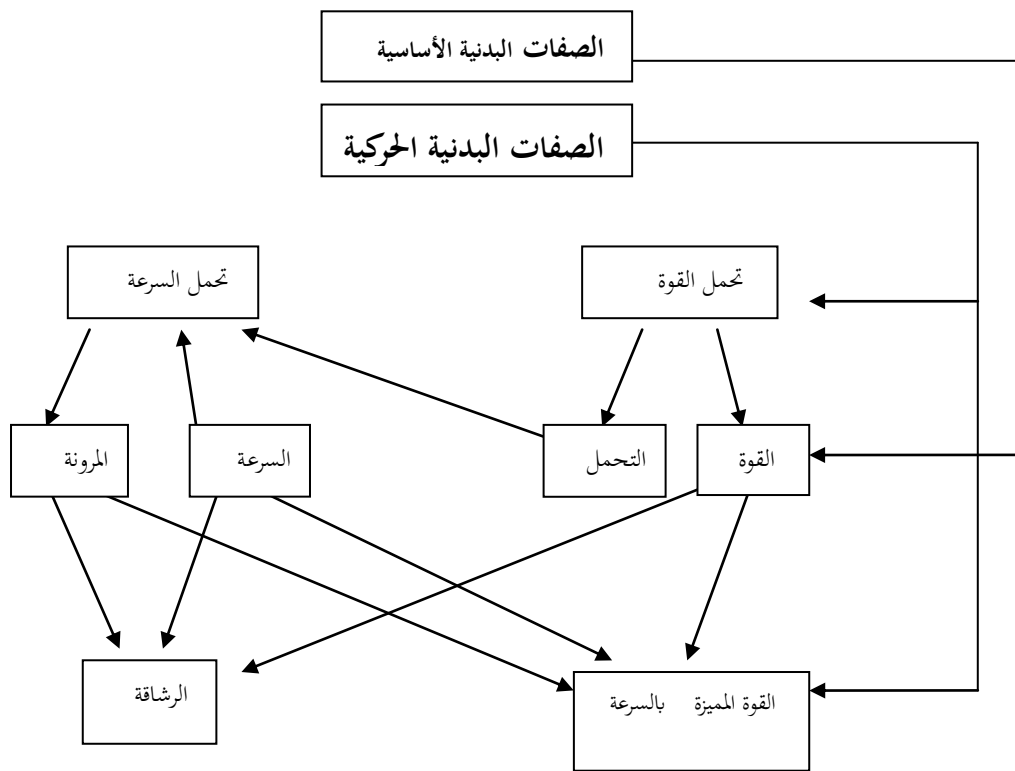 الصفات البدنية الأساسية
الصفات البدنية الحركية
تحمل القوة
تحمل السرعة
القوة
التحمل
السرعة
المرونة
القوة المميزة بالسرعة
الرشاقة